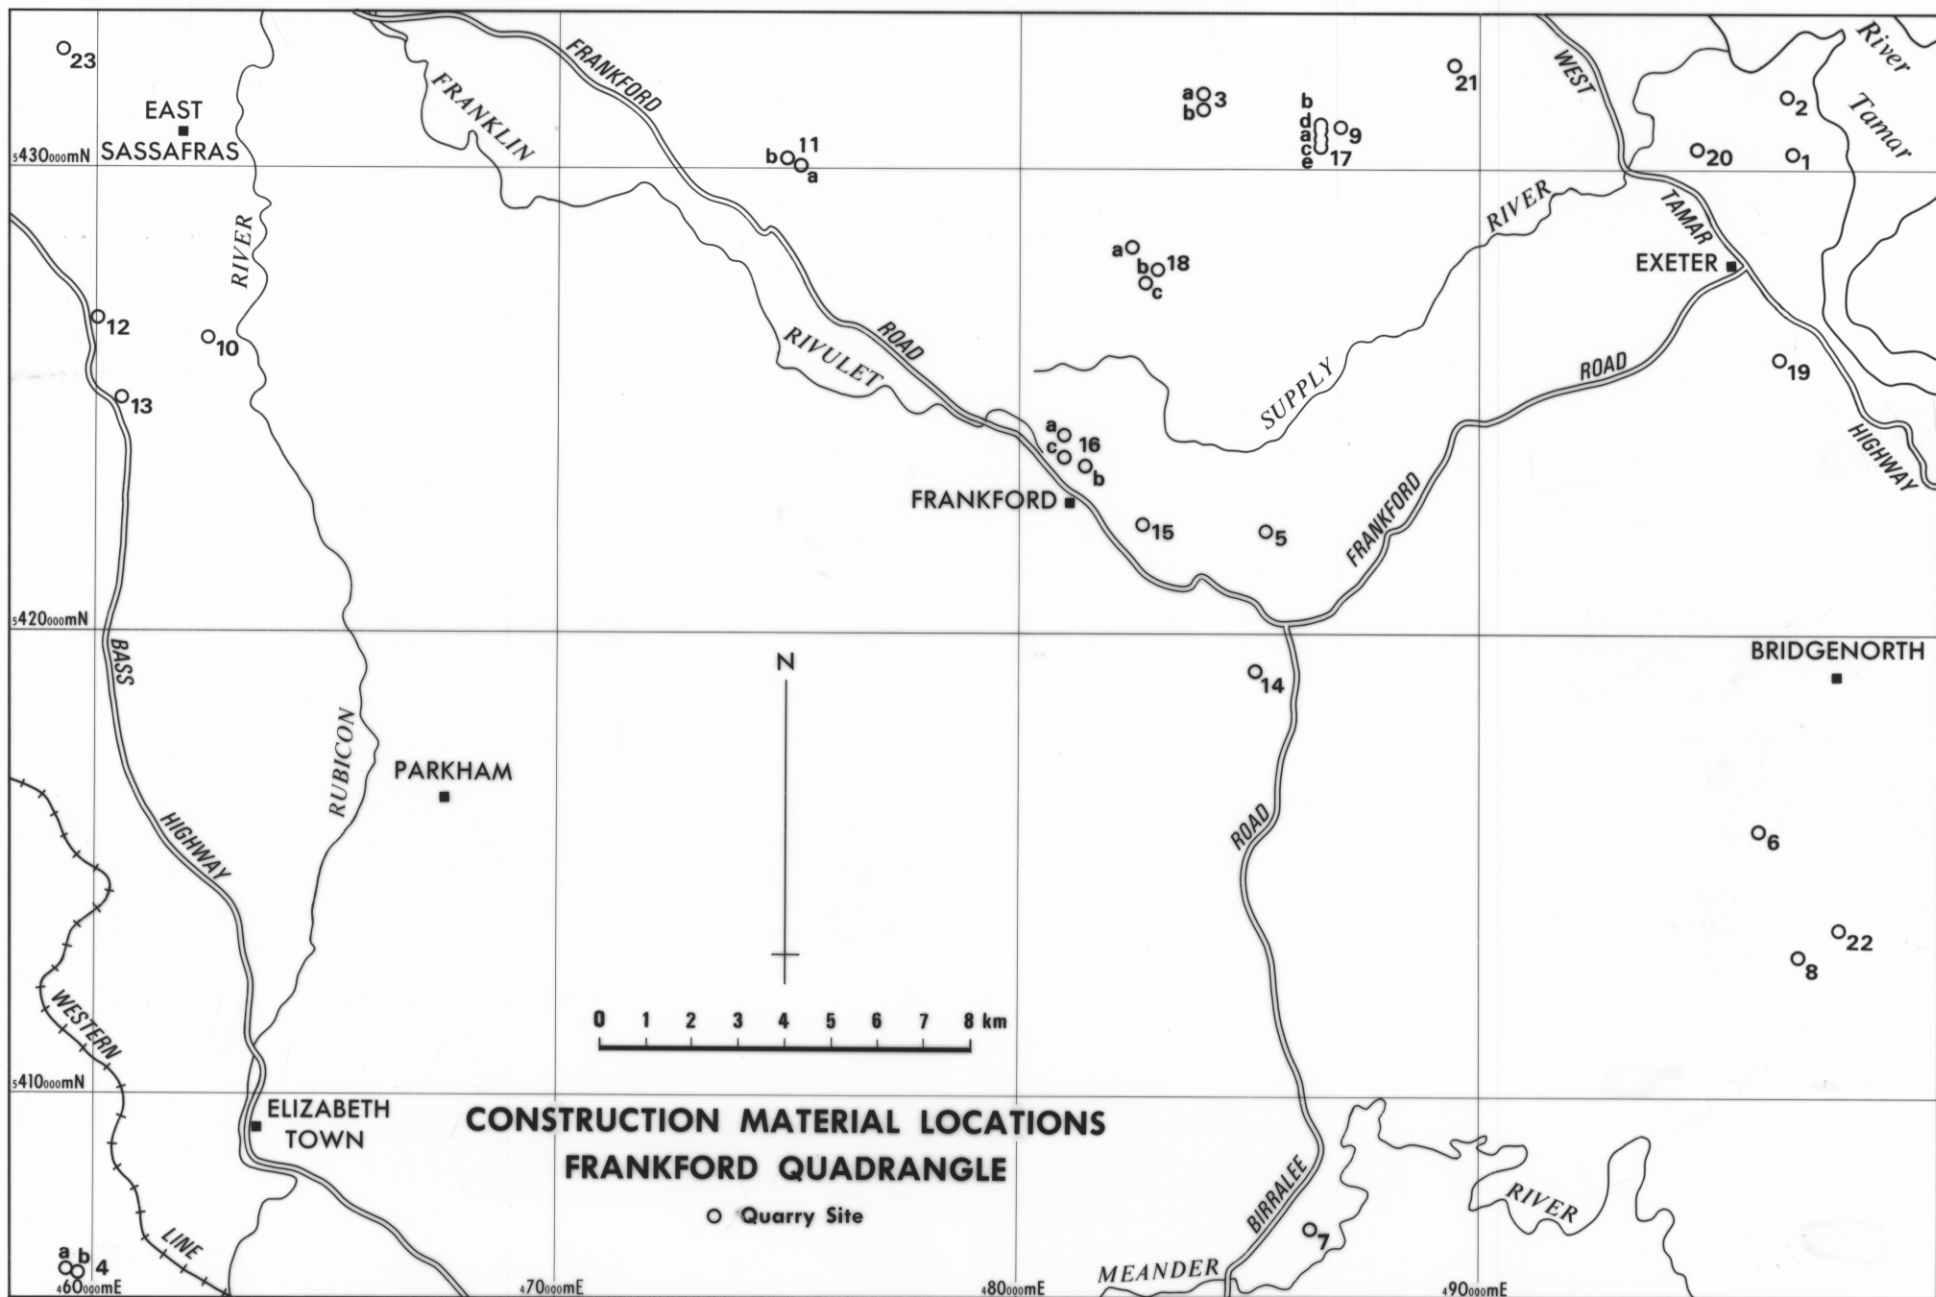 23
EAST
SASSAFRAS
5430000mN
RIVER
FRANKLIN
FRANKFORD
b 11
a
a 3
b
b
d
a 9
c
e 17
21
WEST
River
Tamar
2
20
1
12
10
13
a
b 18
c
RIVER
TAMAR
EXETER
RIVULET
ROAD
SUPPLY
ROAD
19
HIGHWAY
a
c 16
b
FRANKFORD
15
5
FRANKFORD
5420000mN
BASS
N
14
BRIDGENORTH
RUBICON
PARKHAM
HIGHWAY
ROAD
6
22
8
WESTERN
0 1 2 3 4 5 6 7 8 km
5410000mN
ELIZABETH
TOWN
CONSTRUCTION MATERIAL LOCATIONS
FRANKFORD QUADRANGLE
Quarry Site
BIRRALEE
RIVER
7
LINE
a b 4
MEANDER
460000mE
470000mE
480000mE
490000mE